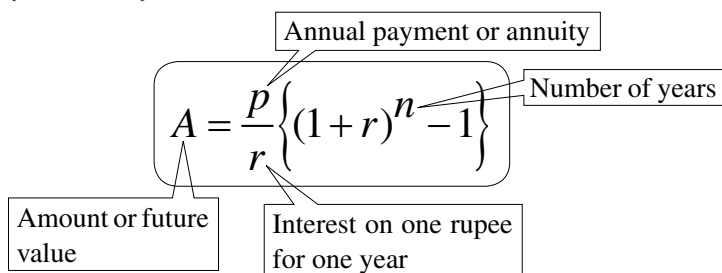 Annual payment or annuity
Number of years
A = p/r {(1 + r)^n − 1}
Amount or future
value
Interest on one rupee
for one year